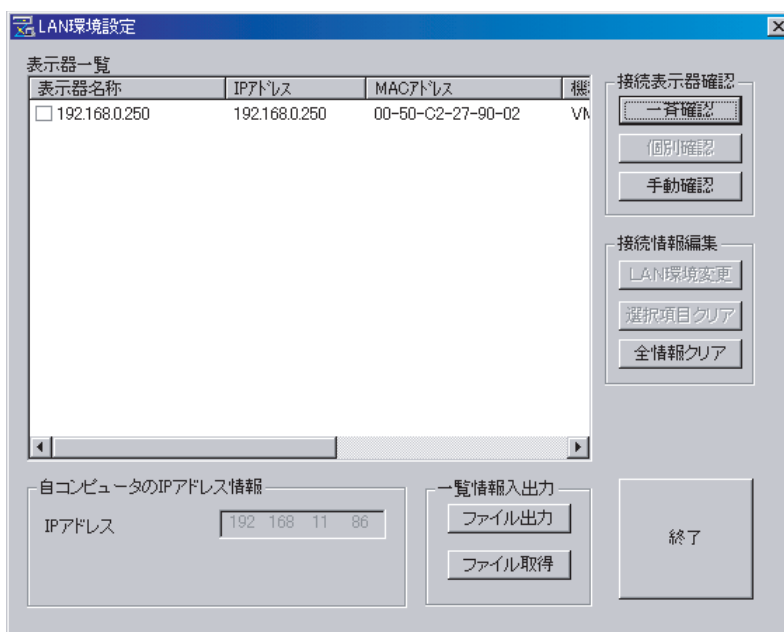 LAN環境設定
表示器一覧
表示器名称 IPアドレス MACアドレス
192.168.0.250 192.168.0.250 00-50-C2-27-90-02
接続表示器確認
一斉確認
個別確認
手動確認
接続情報編集
LAN環境変更
選択項目クリア
全情報クリア
自コンピュータのIPアドレス情報
IPアドレス 192 168 11 86
一覧情報入出力
ファイル出力
ファイル取得
終了